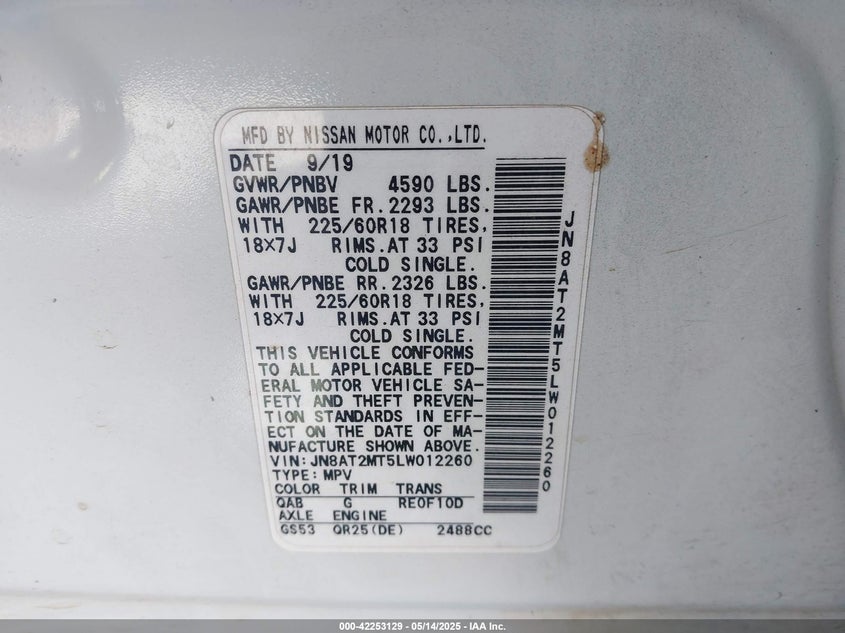 MFD BY NISSAN MOTOR CO.,LTD.
DATE 9/19
GVWR/PNBV 4590 LBS.
GAWR/PNBE FR.2293 LBS.
WITH 225/60R18 TIRES,
18×7J RIMS.AT 33 PSI
COLD SINGLE.
GAWR/PNBE RR.2326 LBS.
WITH 225/60R18 TIRES,
18×7J RIMS.AT 33 PSI
COLD SINGLE.
THIS VEHICLE CONFORMS
TO ALL APPLICABLE FED-
ERAL MOTOR VEHICLE SA-
FETY AND THEFT PREVEN-
TION STANDARDS IN EFF-
ECT ON THE DATE OF MA-
NUFACTURE SHOWN ABOVE.
VIN:JN8AT2MT5LW012260
TYPE:MPV
COLOR TRIM TRANS
QAB G RE0F10D
AXLE ENGINE
GS53 QR25(DE) 2488CC
JN8AT2MT5LW012260
000-42253129 - 05/14/2025 - IAA Inc.